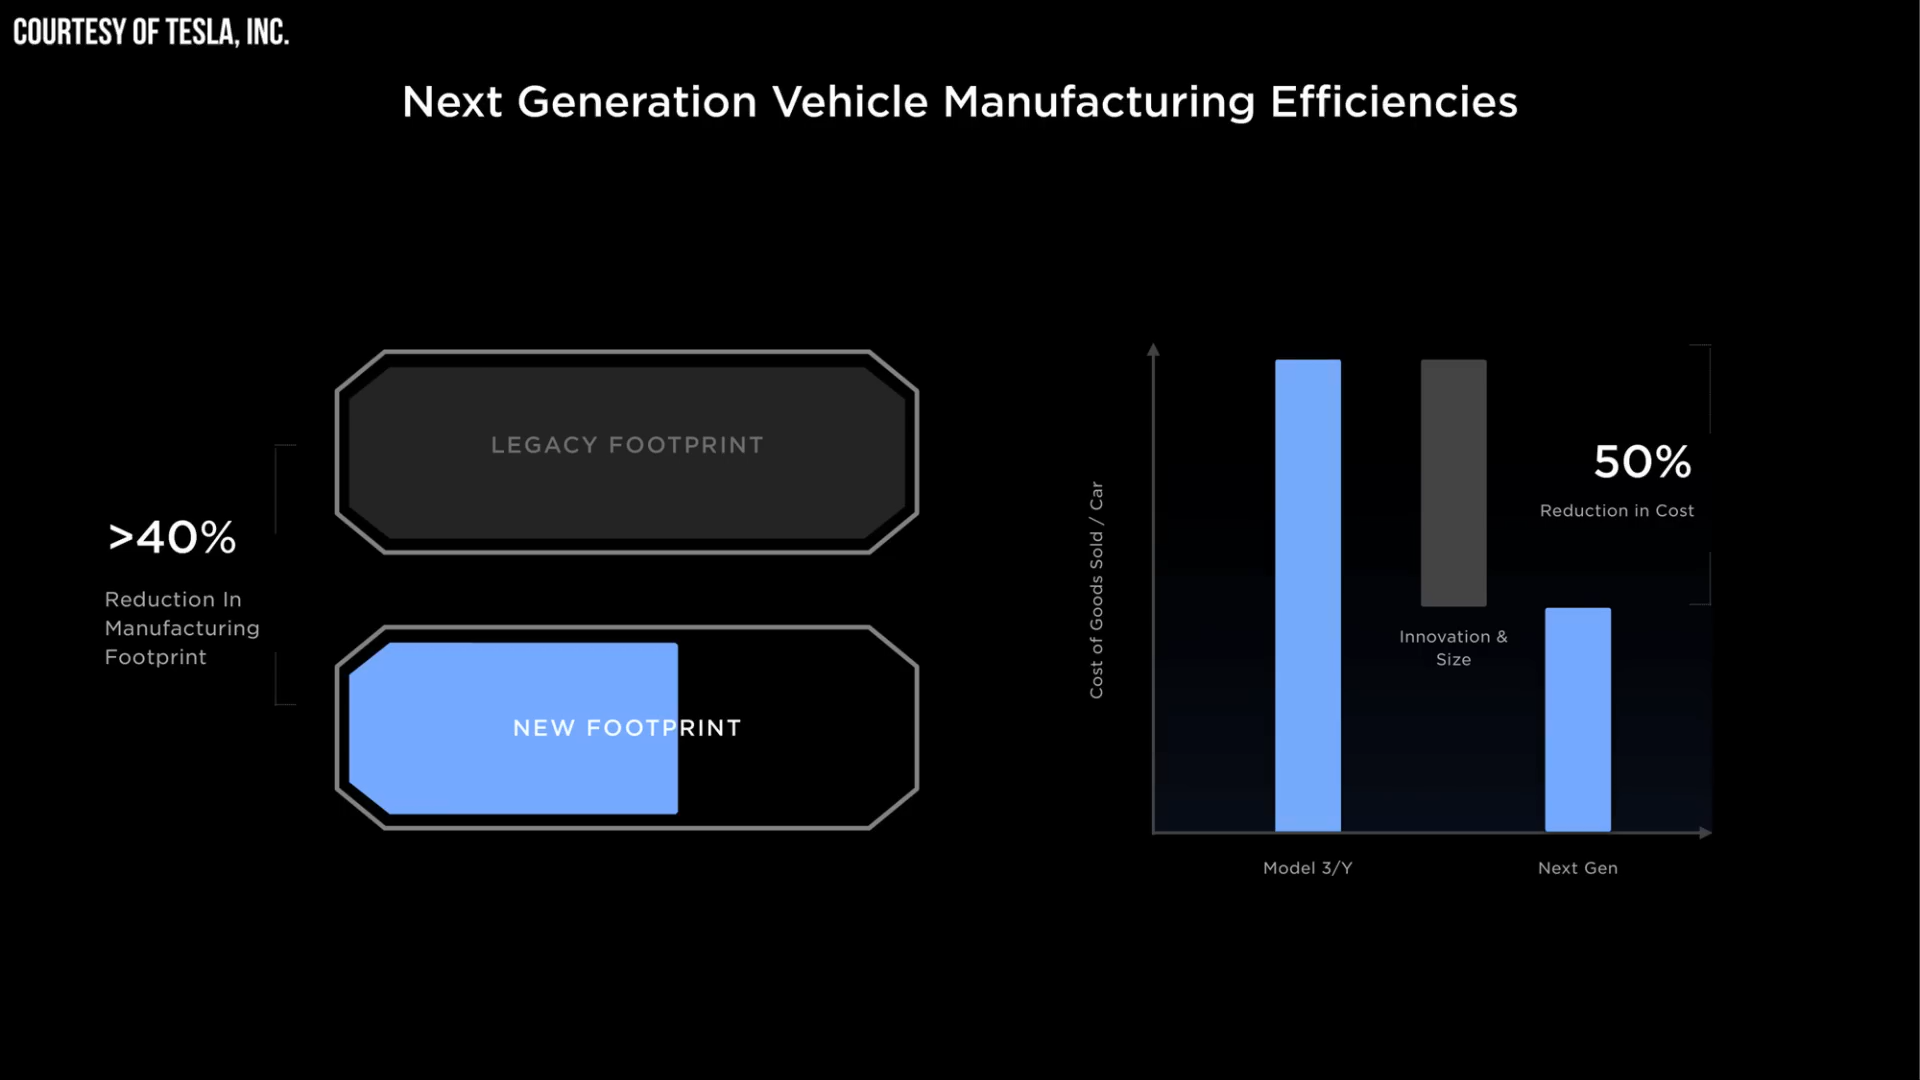 COURTESY OF TESLA, INC.
Next Generation Vehicle Manufacturing Efficiencies
LEGACY FOOTPRINT
>40%
Reduction In
Manufacturing
Footprint
NEW FOOTPRINT
Cost of Goods Sold / Car
50%
Reduction in Cost
Innovation &
Size
Model 3/Y
Next Gen